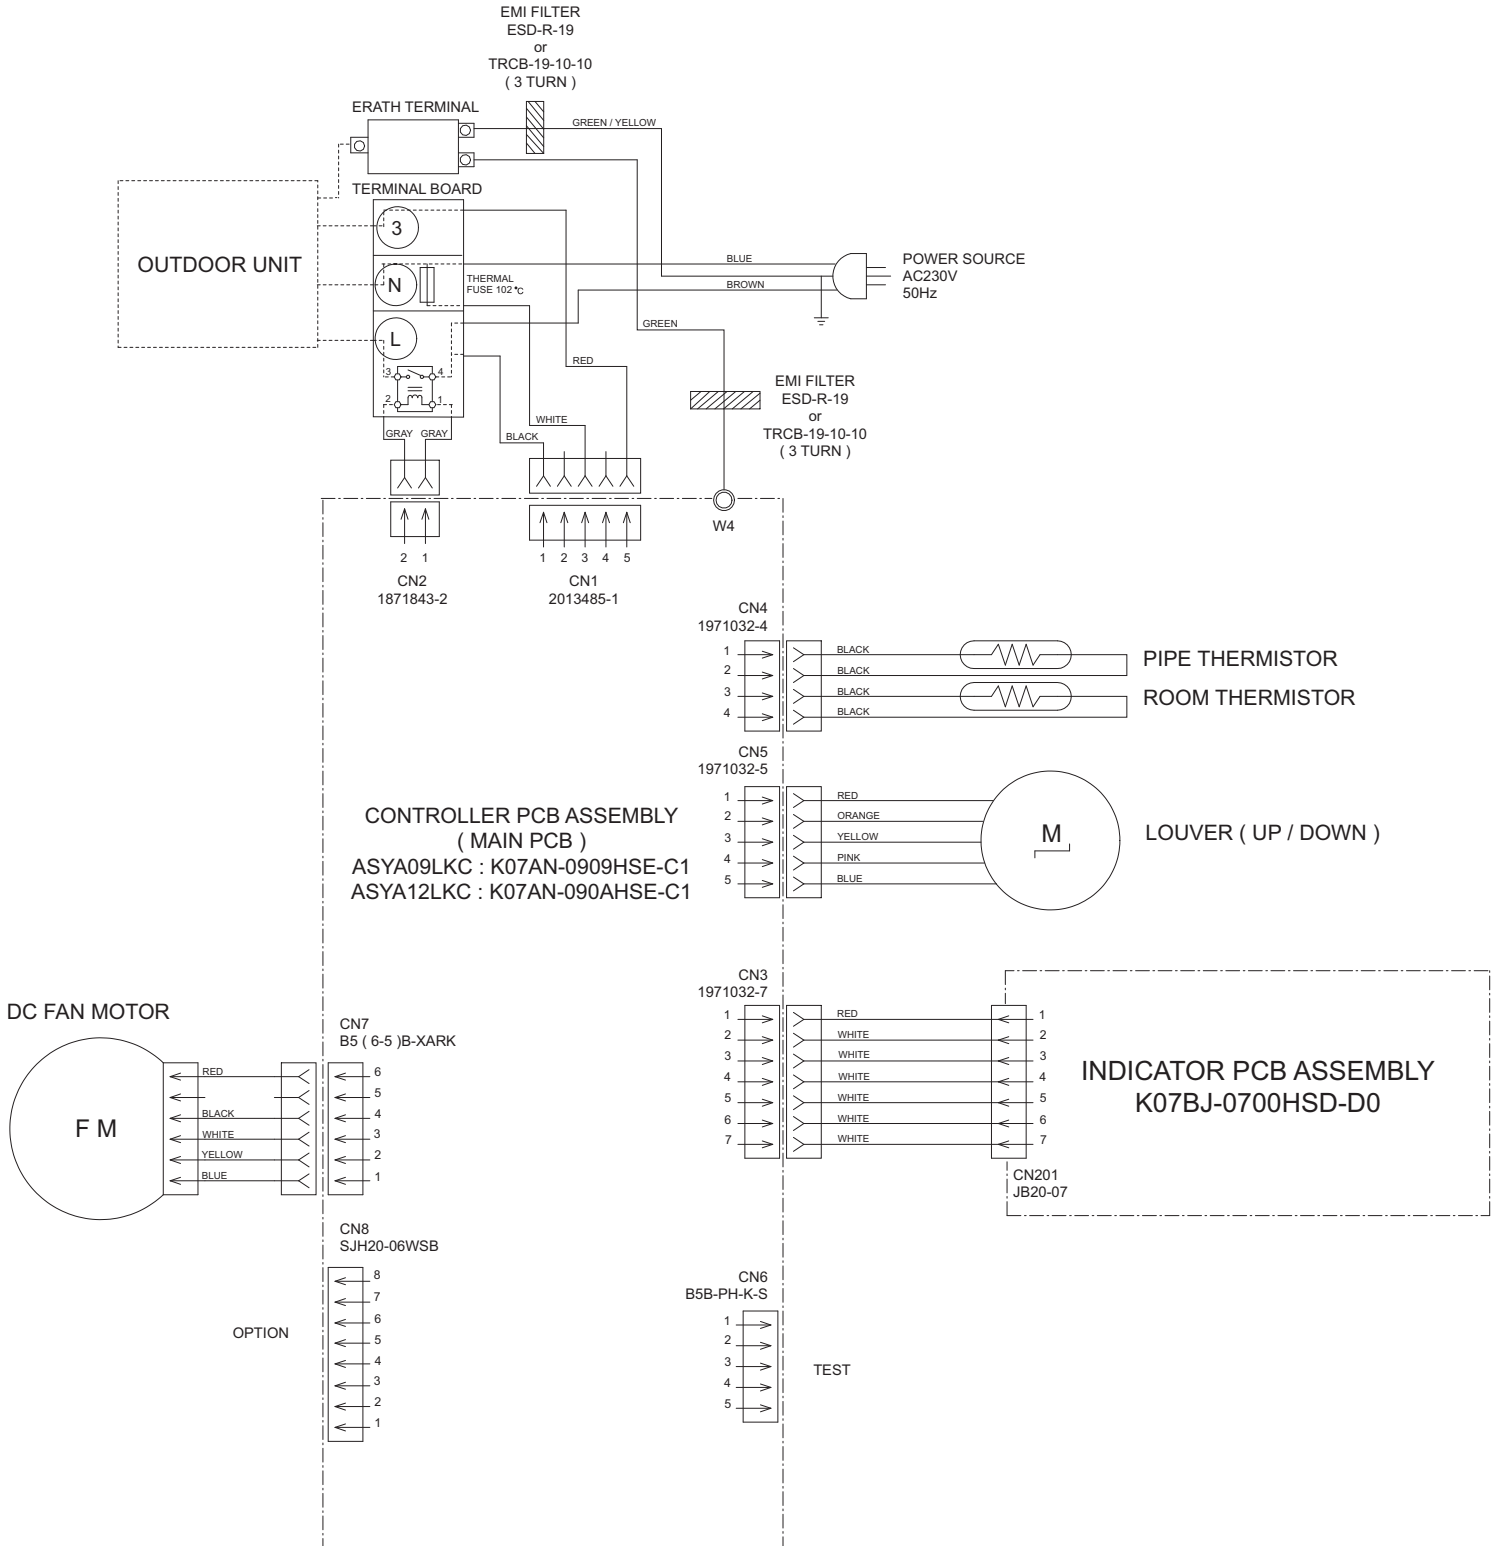 EMI FILTER
ESD-R-19
or
TRCB-19-10-10
( 3 TURN )
ERATH TERMINAL
GREEN / YELLOW
TERMINAL BOARD
OUTDOOR UNIT
3
N
L
THERMAL
FUSE 102°C
BLUE
BROWN
POWER SOURCE
AC230V
50Hz
GREEN
RED
3 4
2 1
GRAY GRAY
WHITE
BLACK
EMI FILTER
ESD-R-19
or
TRCB-19-10-10
( 3 TURN )
W4
2 1
CN2
1871843-2
1 2 3 4 5
CN1
2013485-1
CN4
1971032-4
1 BLACK
2 BLACK
3 BLACK
4 BLACK
PIPE THERMISTOR
ROOM THERMISTOR
CN5
1971032-5
1 RED
2 ORANGE
3 YELLOW
4 PINK
5 BLUE
M
LOUVER ( UP / DOWN )
CONTROLLER PCB ASSEMBLY
( MAIN PCB )
ASYA09LKC : K07AN-0909HSE-C1
ASYA12LKC : K07AN-090AHSE-C1
CN3
1971032-7
1 RED 1
2 WHITE 2
3 WHITE 3
4 WHITE 4
5 WHITE 5
6 WHITE 6
7 WHITE 7
INDICATOR PCB ASSEMBLY
K07BJ-0700HSD-D0
CN201
JB20-07
DC FAN MOTOR
F M
CN7
B5 ( 6-5 )B-XARK
RED 6
5
BLACK 4
WHITE 3
YELLOW 2
BLUE 1
CN8
SJH20-06WSB
OPTION
8
7
6
5
4
3
2
1
CN6
B5B-PH-K-S
1
2
3
4
5
TEST